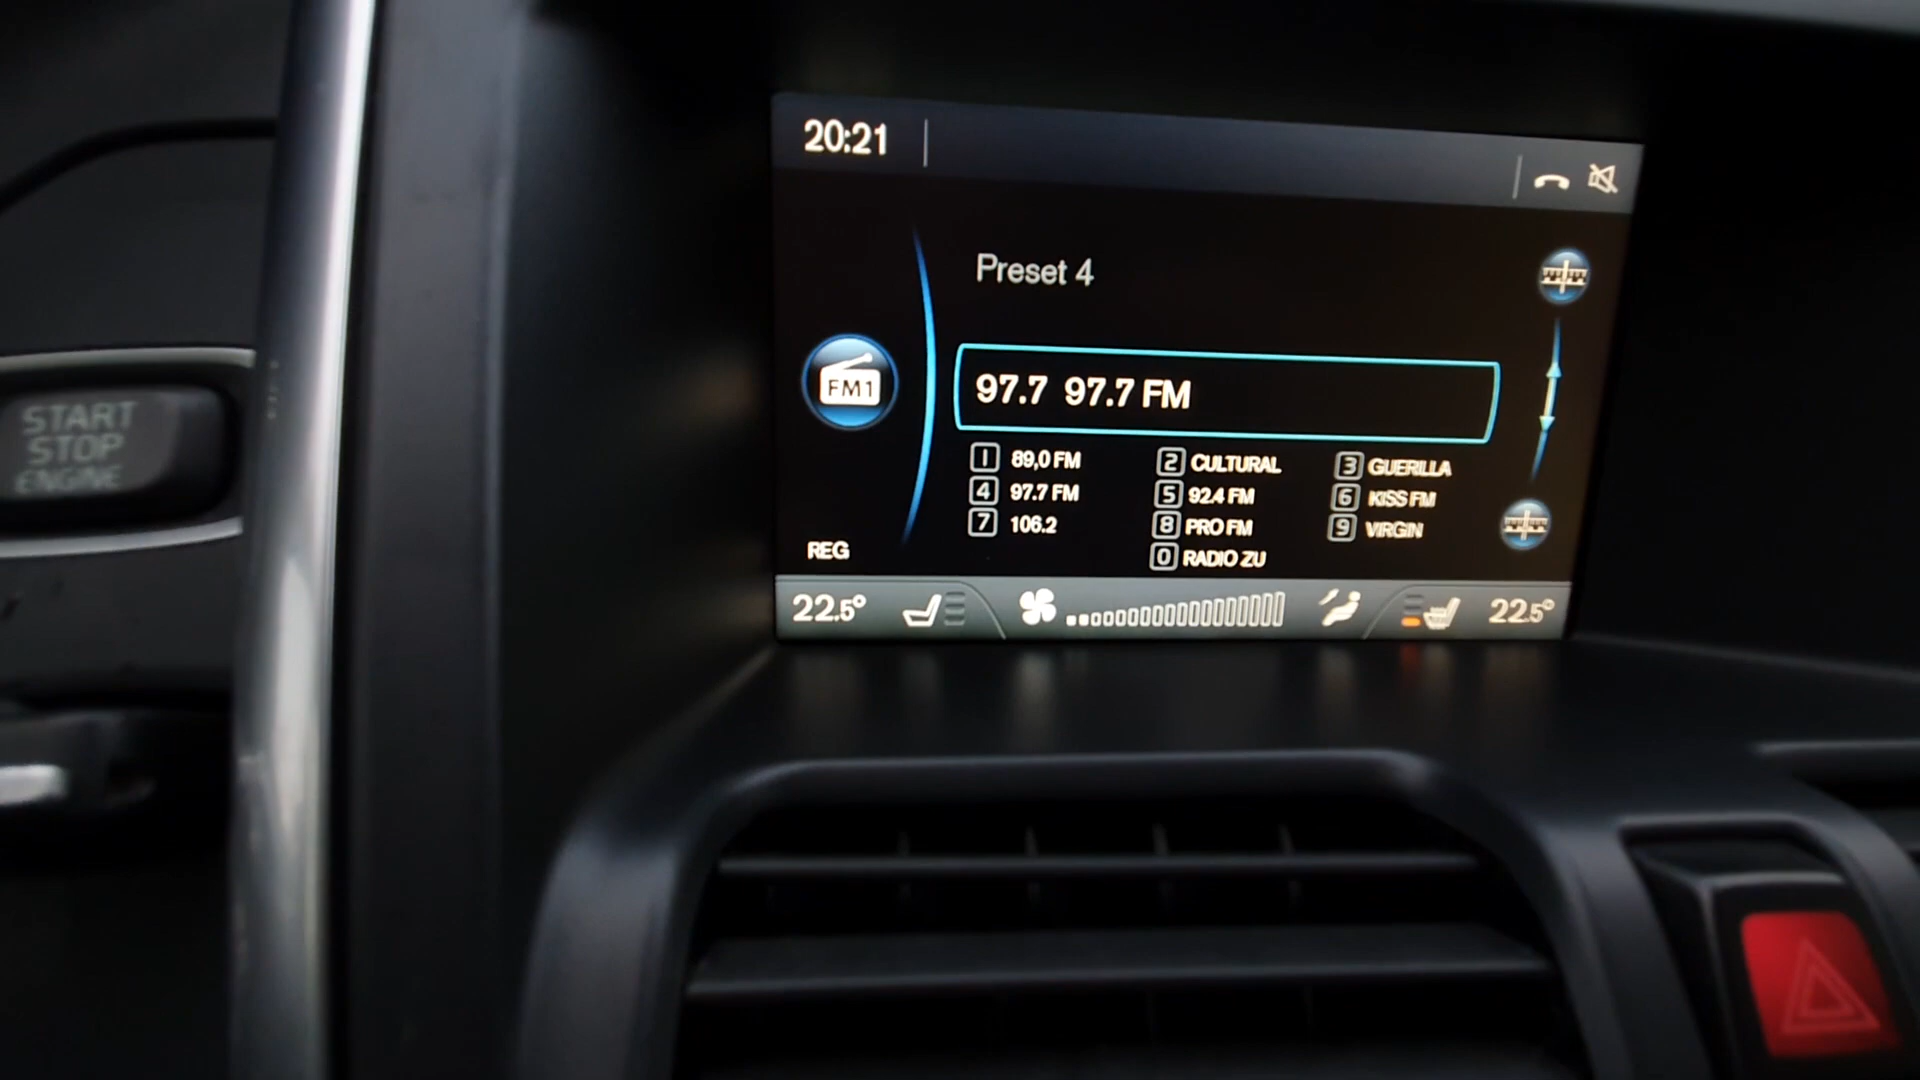 20:21
Preset 4
FM1
97.7 97.7 FM
1 89,0 FM 2 CULTURAL 3 GUERILLA
4 97.7 FM 5 92.4 FM 6 KISS FM
7 106.2 8 PRO FM 9 VIRGIN
0 RADIO ZU
REG
22.5° 22.5°
START
STOP
ENGINE